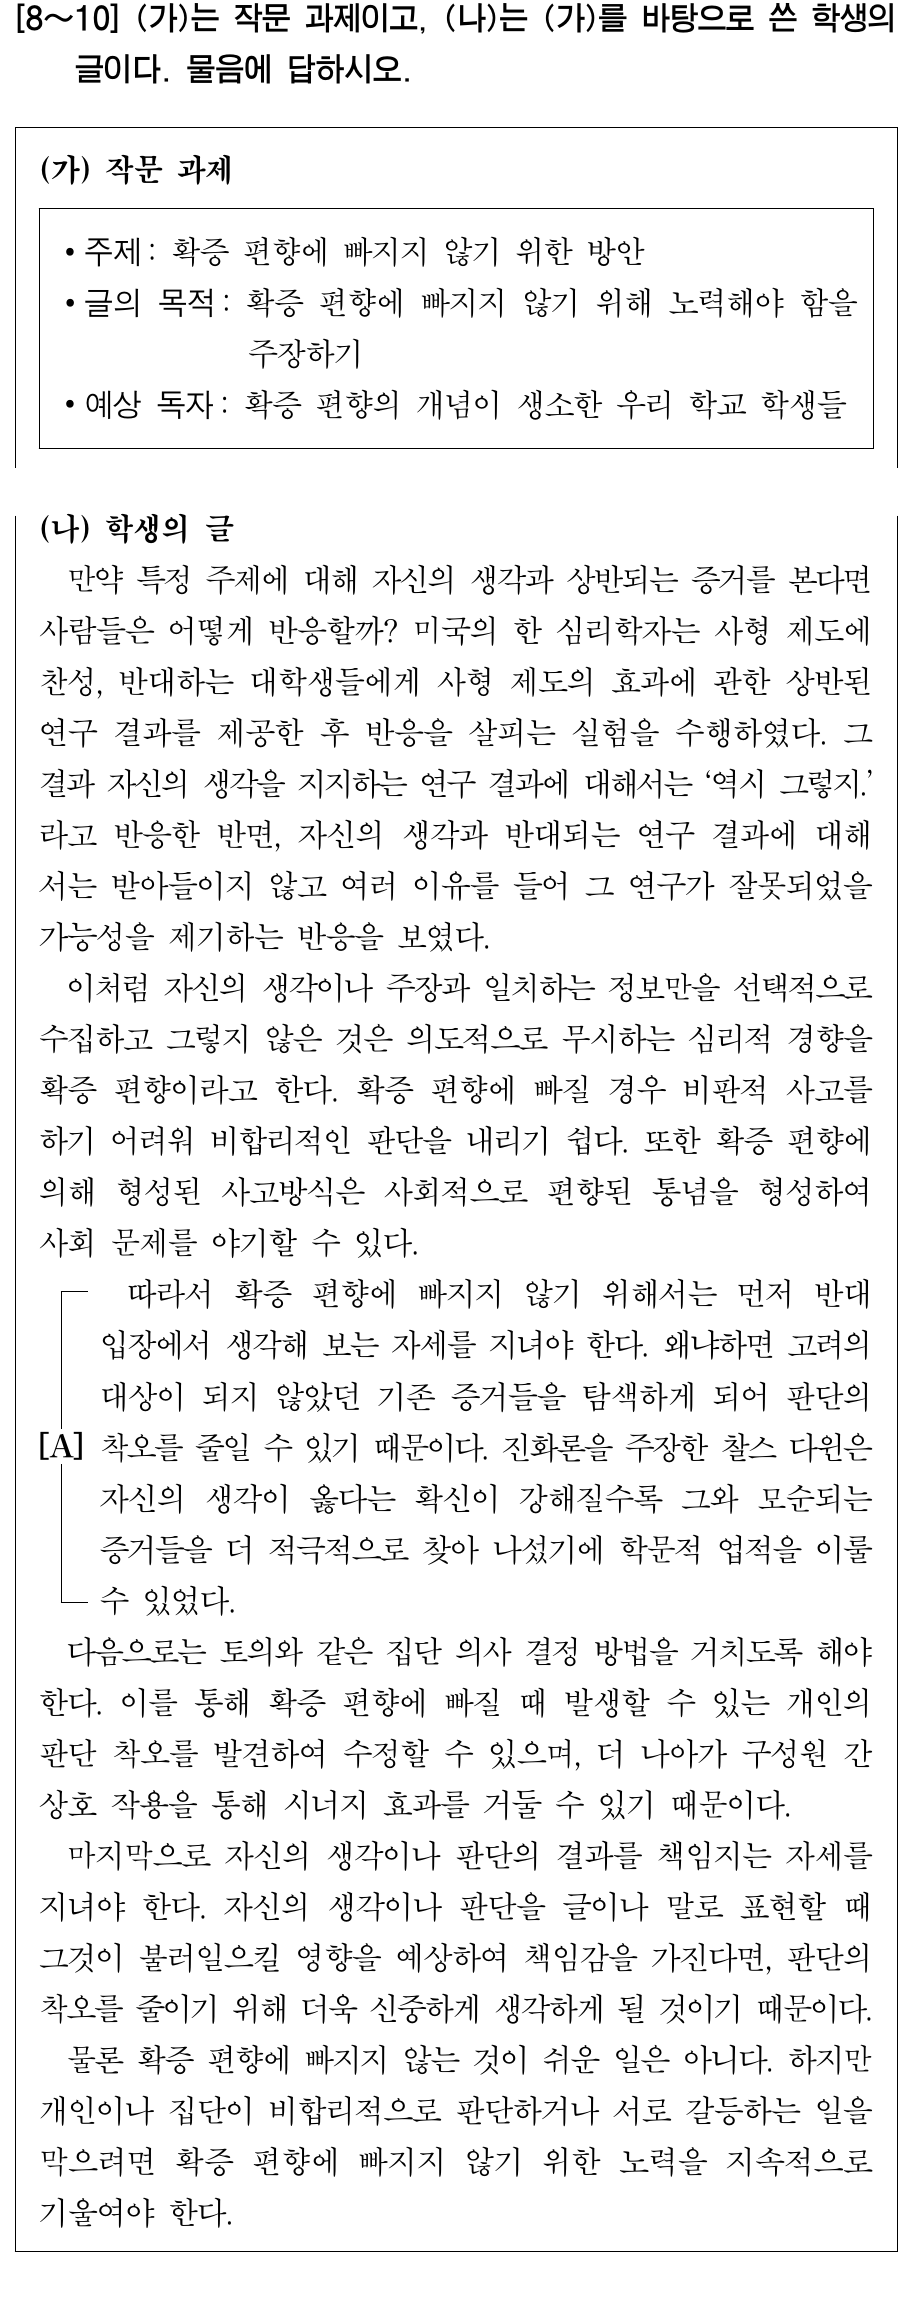 [8～10] (가)는 작문 과제이고, (나)는 (가)를 바탕으로 쓴 학생의
글이다. 물음에 답하시오.
(가) 작문 과제
• 주제: 확증 편향에 빠지지 않기 위한 방안
• 글의 목적: 확증 편향에 빠지지 않기 위해 노력해야 함을
주장하기
• 예상 독자: 확증 편향의 개념이 생소한 우리 학교 학생들
(나) 학생의 글
만약 특정 주제에 대해 자신의 생각과 상반되는 증거를 본다면
사람들은 어떻게 반응할까? 미국의 한 심리학자는 사형 제도에
찬성, 반대하는 대학생들에게 사형 제도의 효과에 관한 상반된
연구 결과를 제공한 후 반응을 살피는 실험을 수행하였다. 그
결과 자신의 생각을 지지하는 연구 결과에 대해서는 ‘역시 그렇지.’
라고 반응한 반면, 자신의 생각과 반대되는 연구 결과에 대해
서는 받아들이지 않고 여러 이유를 들어 그 연구가 잘못되었을
가능성을 제기하는 반응을 보였다.
이처럼 자신의 생각이나 주장과 일치하는 정보만을 선택적으로
수집하고 그렇지 않은 것은 의도적으로 무시하는 심리적 경향을
확증 편향이라고 한다. 확증 편향에 빠질 경우 비판적 사고를
하기 어려워 비합리적인 판단을 내리기 쉽다. 또한 확증 편향에
의해 형성된 사고방식은 사회적으로 편향된 통념을 형성하여
사회 문제를 야기할 수 있다.
따라서 확증 편향에 빠지지 않기 위해서는 먼저 반대
입장에서 생각해 보는 자세를 지녀야 한다. 왜냐하면 고려의
대상이 되지 않았던 기존 증거들을 탐색하게 되어 판단의
[A] 착오를 줄일 수 있기 때문이다. 진화론을 주장한 찰스 다윈은
자신의 생각이 옳다는 확신이 강해질수록 그와 모순되는
증거들을 더 적극적으로 찾아 나섰기에 학문적 업적을 이룰
수 있었다.
다음으로는 토의와 같은 집단 의사 결정 방법을 거치도록 해야
한다. 이를 통해 확증 편향에 빠질 때 발생할 수 있는 개인의
판단 착오를 발견하여 수정할 수 있으며, 더 나아가 구성원 간
상호 작용을 통해 시너지 효과를 거둘 수 있기 때문이다.
마지막으로 자신의 생각이나 판단의 결과를 책임지는 자세를
지녀야 한다. 자신의 생각이나 판단을 글이나 말로 표현할 때
그것이 불러일으킬 영향을 예상하여 책임감을 가진다면, 판단의
착오를 줄이기 위해 더욱 신중하게 생각하게 될 것이기 때문이다.
물론 확증 편향에 빠지지 않는 것이 쉬운 일은 아니다. 하지만
개인이나 집단이 비합리적으로 판단하거나 서로 갈등하는 일을
막으려면 확증 편향에 빠지지 않기 위한 노력을 지속적으로
기울여야 한다.